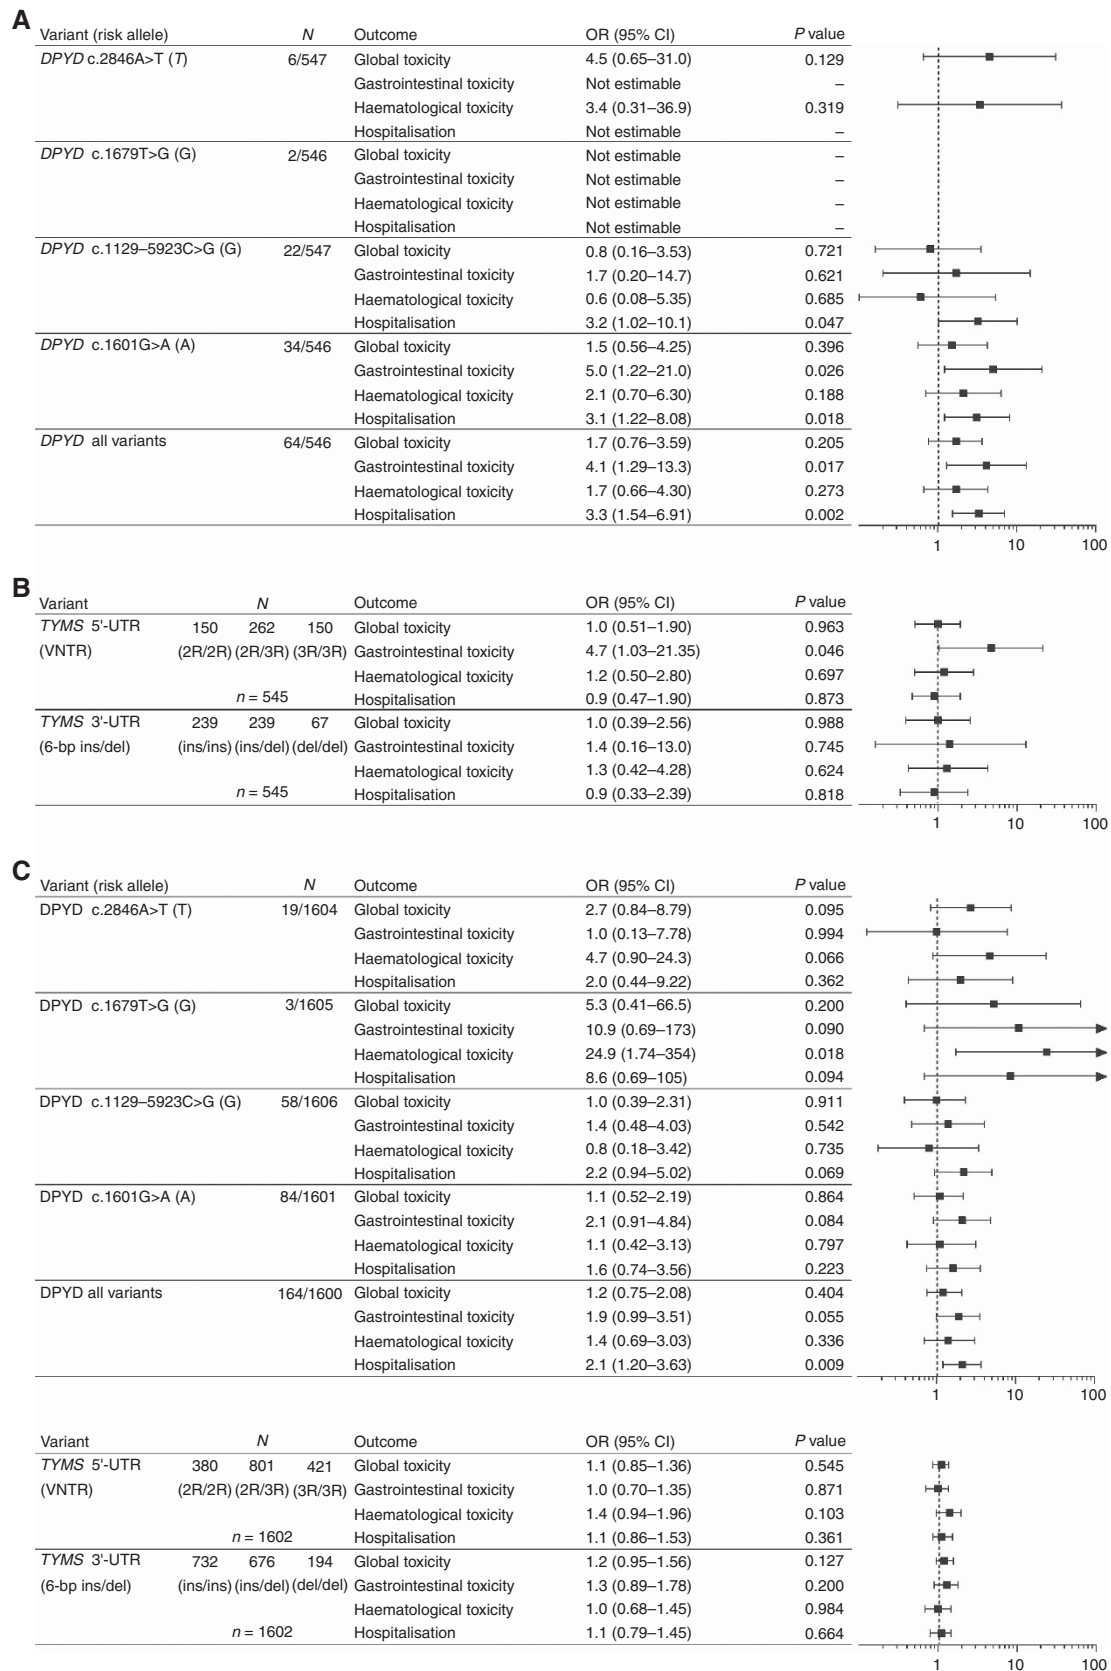 A
Variant (risk allele) N Outcome OR (95% CI) P value
DPYD c.2846A>T (T) 6/547 Global toxicity 4.5 (0.65–31.0) 0.129
Gastrointestinal toxicity Not estimable –
Haematological toxicity 3.4 (0.31–36.9) 0.319
Hospitalisation Not estimable –
DPYD c.1679T>G (G) 2/546 Global toxicity Not estimable –
Gastrointestinal toxicity Not estimable –
Haematological toxicity Not estimable –
Hospitalisation Not estimable –
DPYD c.1129–5923C>G (G) 22/547 Global toxicity 0.8 (0.16–3.53) 0.721
Gastrointestinal toxicity 1.7 (0.20–14.7) 0.621
Haematological toxicity 0.6 (0.08–5.35) 0.685
Hospitalisation 3.2 (1.02–10.1) 0.047
DPYD c.1601G>A (A) 34/546 Global toxicity 1.5 (0.56–4.25) 0.396
Gastrointestinal toxicity 5.0 (1.22–21.0) 0.026
Haematological toxicity 2.1 (0.70–6.30) 0.188
Hospitalisation 3.1 (1.22–8.08) 0.018
DPYD all variants 64/546 Global toxicity 1.7 (0.76–3.59) 0.205
Gastrointestinal toxicity 4.1 (1.29–13.3) 0.017
Haematological toxicity 1.7 (0.66–4.30) 0.273
Hospitalisation 3.3 (1.54–6.91) 0.002
1 10 100
B
Variant N Outcome OR (95% CI) P value
TYMS 5'-UTR 150 262 150 Global toxicity 1.0 (0.51–1.90) 0.963
(VNTR) (2R/2R) (2R/3R) (3R/3R) Gastrointestinal toxicity 4.7 (1.03–21.35) 0.046
Haematological toxicity 1.2 (0.50–2.80) 0.697
n = 545 Hospitalisation 0.9 (0.47–1.90) 0.873
TYMS 3'-UTR 239 239 67 Global toxicity 1.0 (0.39–2.56) 0.988
(6-bp ins/del) (ins/ins) (ins/del) (del/del) Gastrointestinal toxicity 1.4 (0.16–13.0) 0.745
Haematological toxicity 1.3 (0.42–4.28) 0.624
n = 545 Hospitalisation 0.9 (0.33–2.39) 0.818
1 10 100
C
Variant (risk allele) N Outcome OR (95% CI) P value
DPYD c.2846A>T (T) 19/1604 Global toxicity 2.7 (0.84–8.79) 0.095
Gastrointestinal toxicity 1.0 (0.13–7.78) 0.994
Haematological toxicity 4.7 (0.90–24.3) 0.066
Hospitalisation 2.0 (0.44–9.22) 0.362
DPYD c.1679T>G (G) 3/1605 Global toxicity 5.3 (0.41–66.5) 0.200
Gastrointestinal toxicity 10.9 (0.69–173) 0.090
Haematological toxicity 24.9 (1.74–354) 0.018
Hospitalisation 8.6 (0.69–105) 0.094
DPYD c.1129–5923C>G (G) 58/1606 Global toxicity 1.0 (0.39–2.31) 0.911
Gastrointestinal toxicity 1.4 (0.48–4.03) 0.542
Haematological toxicity 0.8 (0.18–3.42) 0.735
Hospitalisation 2.2 (0.94–5.02) 0.069
DPYD c.1601G>A (A) 84/1601 Global toxicity 1.1 (0.52–2.19) 0.864
Gastrointestinal toxicity 2.1 (0.91–4.84) 0.084
Haematological toxicity 1.1 (0.42–3.13) 0.797
Hospitalisation 1.6 (0.74–3.56) 0.223
DPYD all variants 164/1600 Global toxicity 1.2 (0.75–2.08) 0.404
Gastrointestinal toxicity 1.9 (0.99–3.51) 0.055
Haematological toxicity 1.4 (0.69–3.03) 0.336
Hospitalisation 2.1 (1.20–3.63) 0.009
1 10 100
Variant N Outcome OR (95% CI) P value
TYMS 5'-UTR 380 801 421 Global toxicity 1.1 (0.85–1.36) 0.545
(VNTR) (2R/2R) (2R/3R) (3R/3R) Gastrointestinal toxicity 1.0 (0.70–1.35) 0.871
Haematological toxicity 1.4 (0.94–1.96) 0.103
n = 1602 Hospitalisation 1.1 (0.86–1.53) 0.361
TYMS 3'-UTR 732 676 194 Global toxicity 1.2 (0.95–1.56) 0.127
(6-bp ins/del) (ins/ins) (ins/del) (del/del) Gastrointestinal toxicity 1.3 (0.89–1.78) 0.200
Haematological toxicity 1.0 (0.68–1.45) 0.984
n = 1602 Hospitalisation 1.1 (0.79–1.45) 0.664
1 10 100